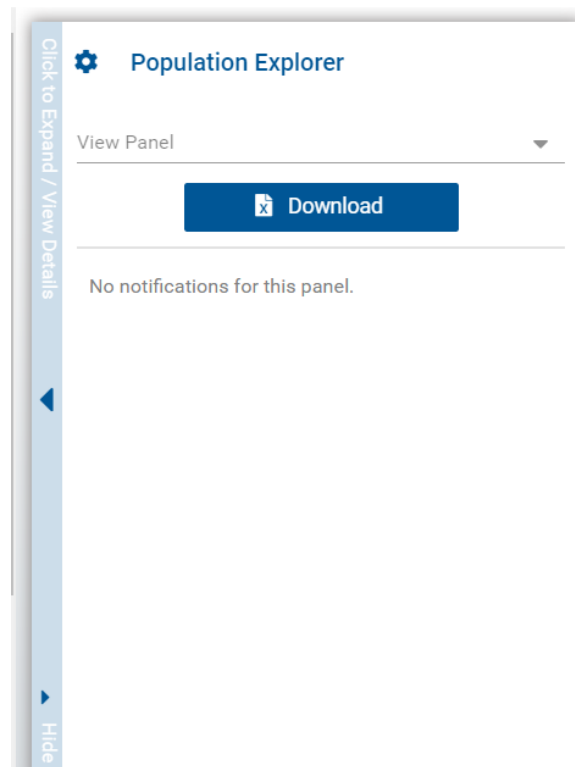 Click to Expand / View Details
Population Explorer
View Panel
Download
No notifications for this panel.
Hide